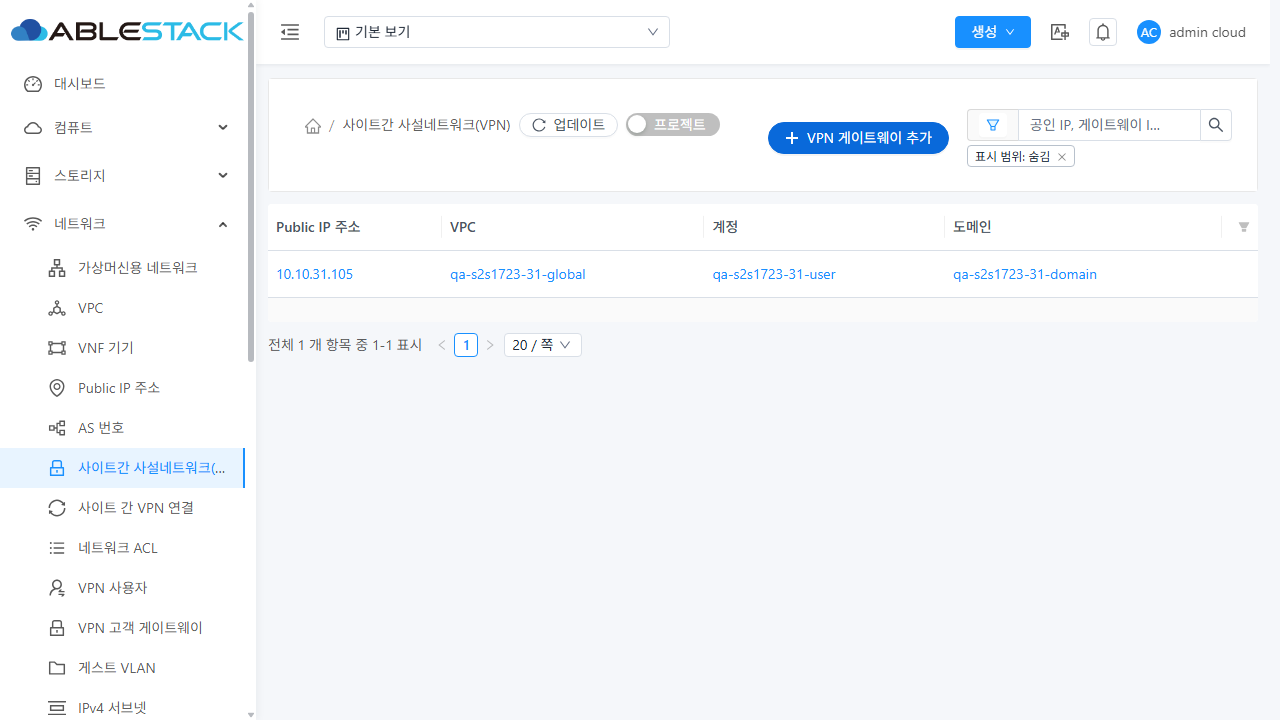 ABLESTACK
기본 보기
생성
AC
admin cloud
대시보드
컴퓨트
스토리지
네트워크
가상머신용 네트워크
VPC
VNF 기기
Public IP 주소
AS 번호
사이트간 사설네트워크(...
사이트 간 VPN 연결
네트워크 ACL
VPN 사용자
VPN 고객 게이트웨이
게스트 VLAN
IPv4 서브넷
/ 사이트간 사설네트워크(VPN)
업데이트
프로젝트
VPN 게이트웨이 추가
공인 IP, 게이트웨이 I...
표시 범위: 숨김
Public IP 주소 VPC 계정 도메인
10.10.31.105 qa-s2s1723-31-global qa-s2s1723-31-user qa-s2s1723-31-domain
전체 1 개 항목 중 1-1 표시 1 20 / 쪽